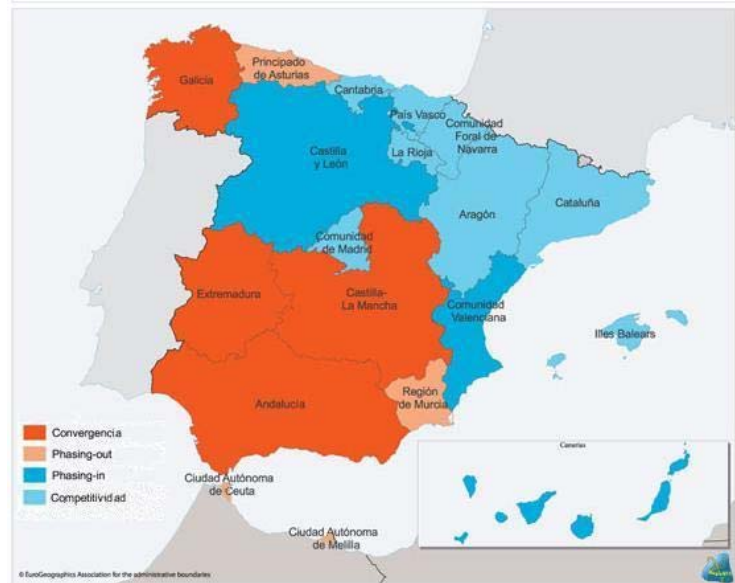 Principado
de Asturias
Galicia
Cantabria
País Vasco
Comunidad
Foral de
Navarra
La Rioja
Castilla
y León
Cataluña
Aragón
Comunidad
de Madrid
Extremadura
Castilla-
La Mancha
Comunidad
Valenciana
Illes Balears
Andalucía
Región
de Murcia
Convergencia
Phasing-out
Phasing-in
Competitividad
Canarias
Ciudad Autónoma
de Ceuta
Ciudad Autónoma
de Melilla
© EuroGeographics Association for the administrative boundaries